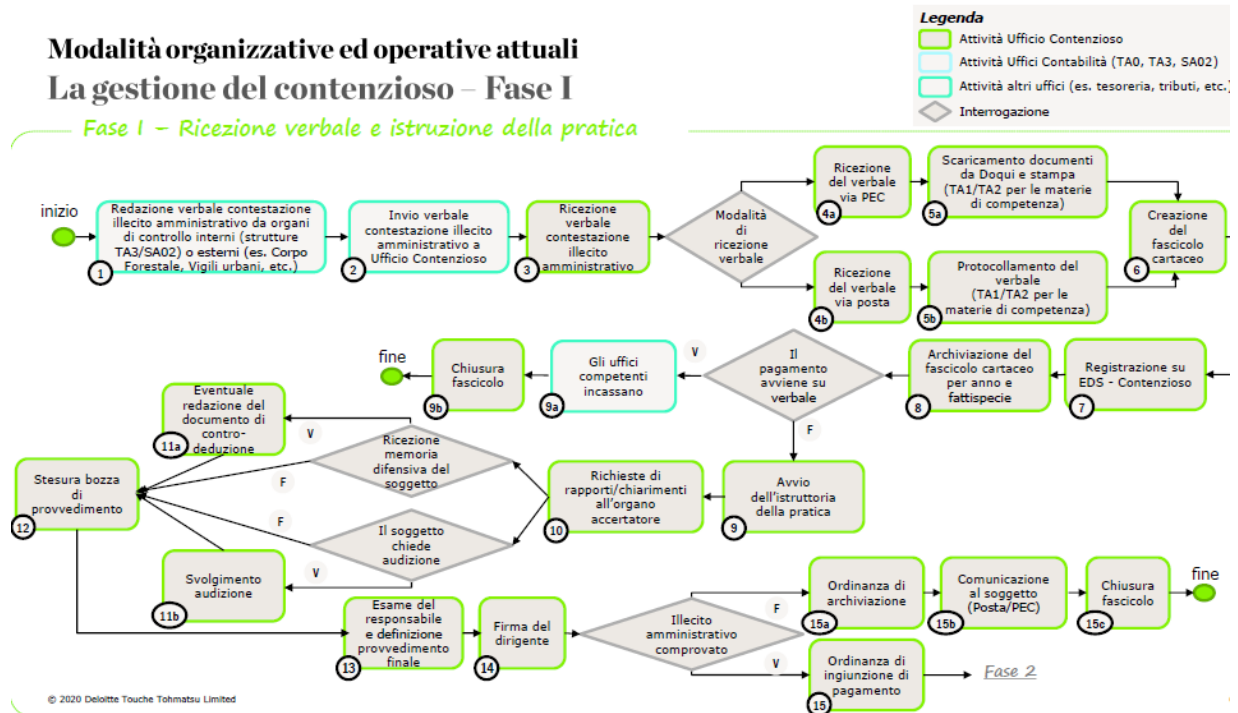 Modalità organizzative ed operative attuali
La gestione del contenzioso – Fase I
Legenda
Attività Ufficio Contenzioso
Attività Uffici Contabilità (TA0, TA3, SA02)
Attività altri uffici (es. tesoreria, tributi, etc.)
Interrogazione
Fase I – Ricezione verbale e istruzione della pratica
inizio
Redazione verbale contestazione
illecito amministrativo da organi
di controllo interni (strutture
TA3/SA02) o esterni (es. Corpo
Forestale, Vigili urbani, etc.)
1
Invio verbale
contestazione illecito
amministrativo a
Ufficio Contenzioso
2
Ricezione
verbale
contestazione
illecito
amministrativo
3
Modalità
di
ricezione
verbale
Ricezione
del verbale
via PEC
4a
Scaricamento documenti
da Doqui e stampa
(TA1/TA2 per le materie
di competenza)
5a
Ricezione
del verbale
via posta
4b
Protocollamento del
verbale
(TA1/TA2 per le
materie di competenza)
5b
Creazione
del
fascicolo
cartaceo
6
Registrazione su
EDS - Contenzioso
7
Archiviazione del
fascicolo cartaceo
per anno e
fattispecie
8
Il
pagamento
avviene su
verbale
V
F
Gli uffici
competenti
incassano
9a
Chiusura
fascicolo
9b
fine
Avvio
dell'istruttoria
della pratica
9
Richieste di
rapporti/chiarimenti
all'organo
accertatore
10
Ricezione
memoria
difensiva del
soggetto
V
F
Eventuale
redazione del
documento di
contro-
deduzione
11a
Il soggetto
chiede
audizione
F
V
Svolgimento
audizione
11b
Stesura bozza
di
provvedimento
12
Esame del
responsabile
e definizione
provvedimento
finale
13
Firma del
dirigente
14
Illecito
amministrativo
comprovato
F
V
Ordinanza di
archiviazione
15a
Comunicazione
al soggetto
(Posta/PEC)
15b
Chiusura
fascicolo
15c
fine
Ordinanza di
ingiunzione di
pagamento
15
Fase 2
© 2020 Deloitte Touche Tohmatsu Limited